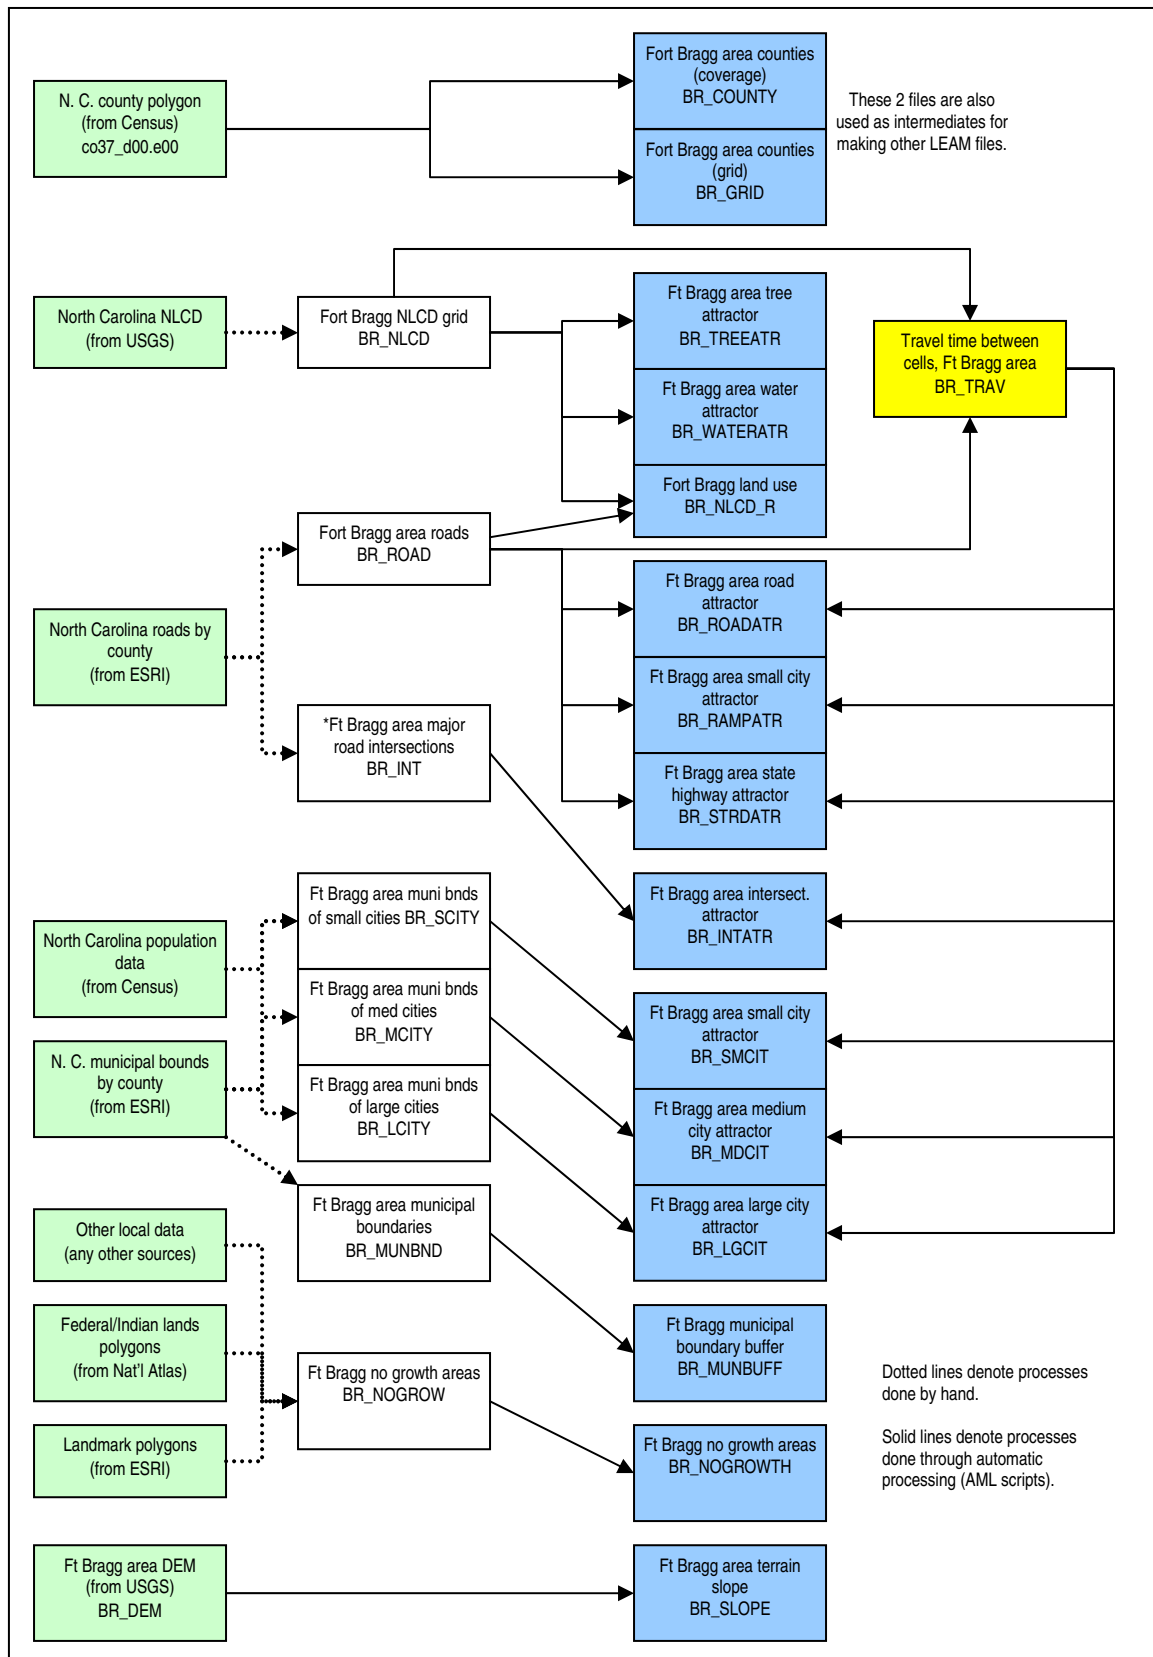 Fort Bragg area counties
(coverage)
BR_COUNTY
N. C. county polygon
(from Census)
co37_d00.e00
These 2 files are also
used as intermediates for
making other LEAM files.
Fort Bragg area counties
(grid)
BR_GRID
North Carolina NLCD
(from USGS)
Fort Bragg NLCD grid
BR_NLCD
Ft Bragg area tree
attractor
BR_TREEATR
Travel time between
cells, Ft Bragg area
BR_TRAV
Ft Bragg area water
attractor
BR_WATERATR
Fort Bragg land use
BR_NLCD_R
Fort Bragg area roads
BR_ROAD
North Carolina roads by
county
(from ESRI)
Ft Bragg area road
attractor
BR_ROADATR
Ft Bragg area small city
attractor
BR_RAMPATR
*Ft Bragg area major
road intersections
BR_INT
Ft Bragg area state
highway attractor
BR_STRDATR
Ft Bragg area muni bnds
of small cities BR_SCITY
Ft Bragg area intersect.
attractor
BR_INTATR
North Carolina population
data
(from Census)
Ft Bragg area muni bnds
of med cities
BR_MCITY
Ft Bragg area small city
attractor
BR_SMCIT
N. C. municipal bounds
by county
(from ESRI)
Ft Bragg area muni bnds
of large cities
BR_LCITY
Ft Bragg area medium
city attractor
BR_MDCIT
Ft Bragg area municipal
boundaries
BR_MUNBND
Ft Bragg area large city
attractor
BR_LGCIT
Other local data
(any other sources)
Federal/Indian lands
polygons
(from Nat'l Atlas)
Ft Bragg no growth areas
BR_NOGROW
Ft Bragg municipal
boundary buffer
BR_MUNBUFF
Dotted lines denote processes
done by hand.
Solid lines denote processes
done through automatic
processing (AML scripts).
Landmark polygons
(from ESRI)
Ft Bragg no growth areas
BR_NOGROWTH
Ft Bragg area DEM
(from USGS)
BR_DEM
Ft Bragg area terrain
slope
BR_SLOPE